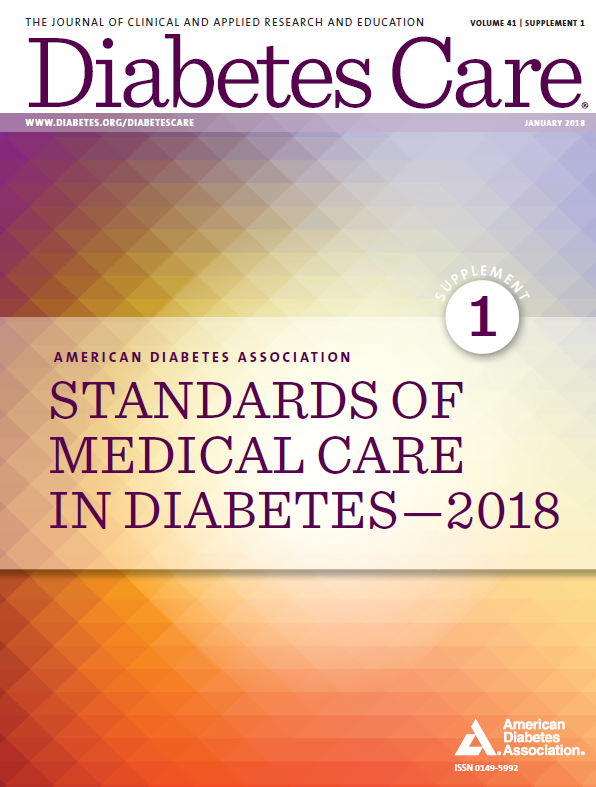 THE JOURNAL OF CLINICAL AND APPLIED RESEARCH AND EDUCATION
VOLUME 41 | SUPPLEMENT 1
Diabetes Care®
WWW.DIABETES.ORG/DIABETESCARE
JANUARY 2018
SUPPLEMENT
1
AMERICAN DIABETES ASSOCIATION
STANDARDS OF
MEDICAL CARE
IN DIABETES—2018
American
Diabetes
Association.
ISSN 0149-5992